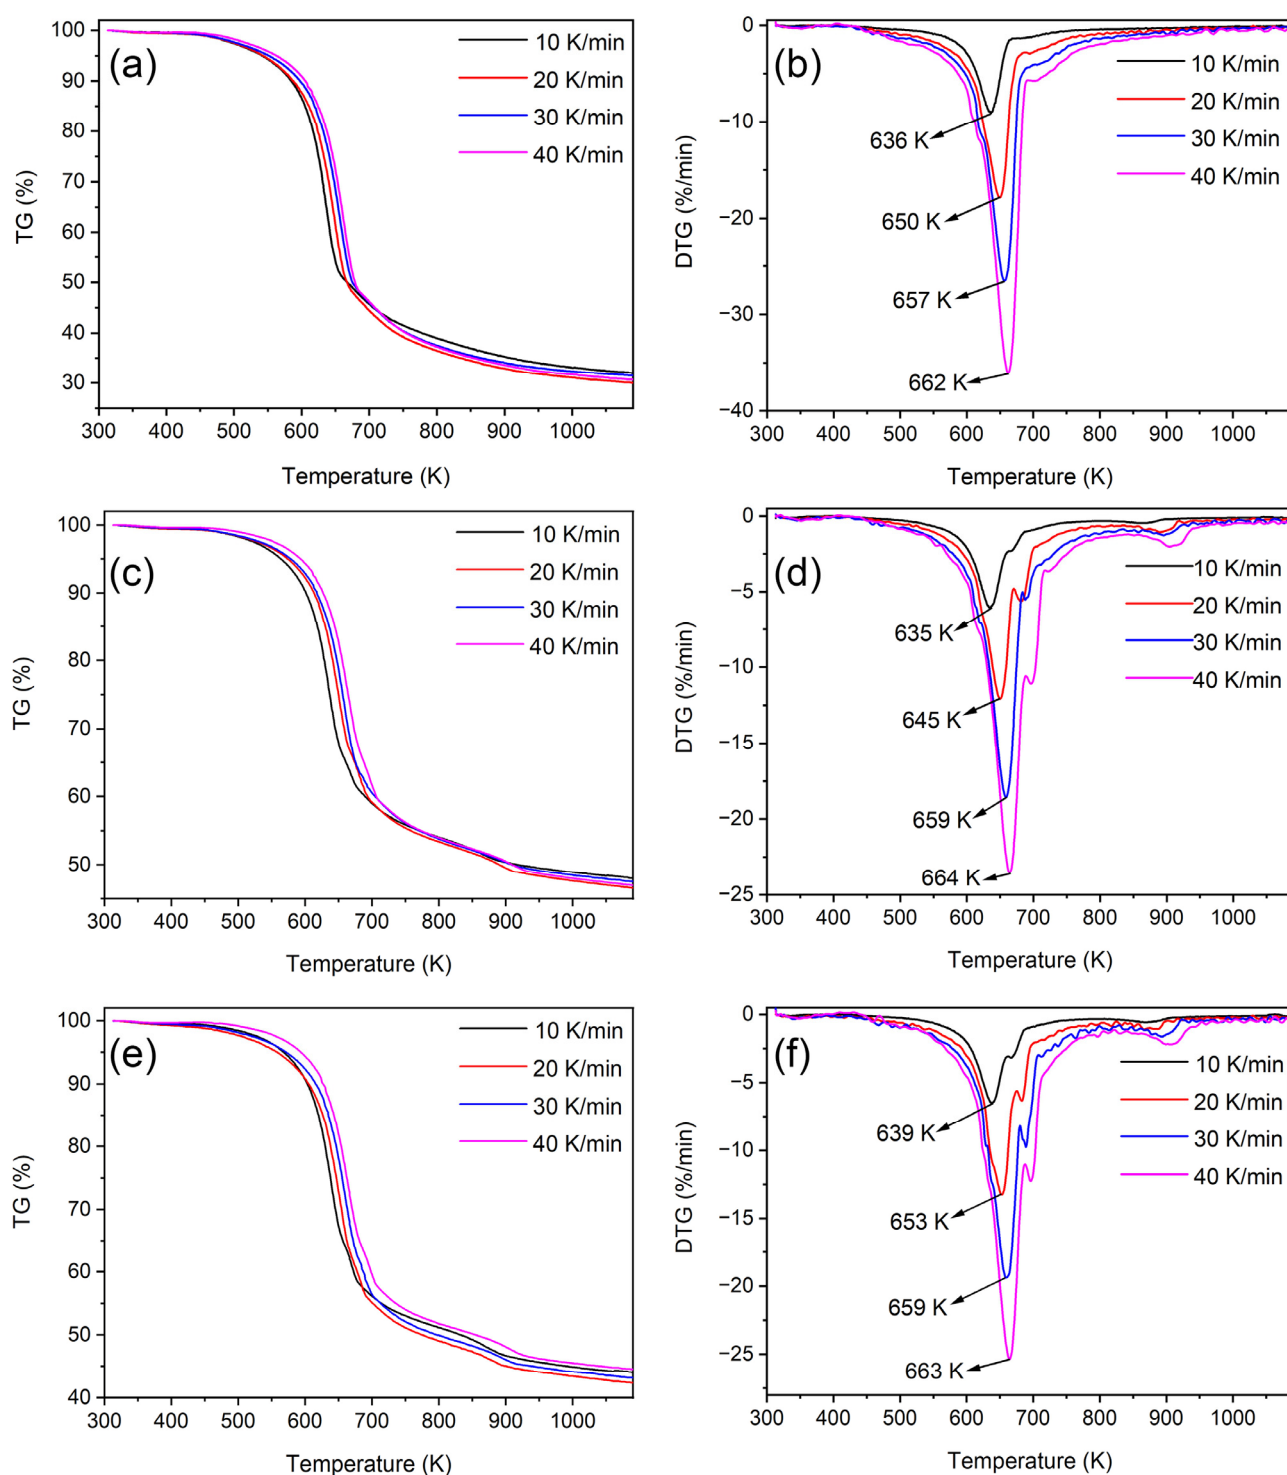 (a)
TG (%)
100
90
80
70
60
50
40
30
10 K/min
20 K/min
30 K/min
40 K/min
300 400 500 600 700 800 900 1000
Temperature (K)
(b)
DTG (%/min)
0
−10
−20
−30
−40
10 K/min
20 K/min
30 K/min
40 K/min
636 K
650 K
657 K
662 K
300 400 500 600 700 800 900 1000
Temperature (K)
(c)
TG (%)
100
90
80
70
60
50
10 K/min
20 K/min
30 K/min
40 K/min
300 400 500 600 700 800 900 1000
Temperature (K)
(d)
DTG (%/min)
0
−5
−10
−15
−20
−25
10 K/min
20 K/min
30 K/min
40 K/min
635 K
645 K
659 K
664 K
300 400 500 600 700 800 900 1000
Temperature (K)
(e)
TG (%)
100
90
80
70
60
50
40
10 K/min
20 K/min
30 K/min
40 K/min
300 400 500 600 700 800 900 1000
Temperature (K)
(f)
DTG (%/min)
0
−5
−10
−15
−20
−25
10 K/min
20 K/min
30 K/min
40 K/min
639 K
653 K
659 K
663 K
300 400 500 600 700 800 900 1000
Temperature (K)